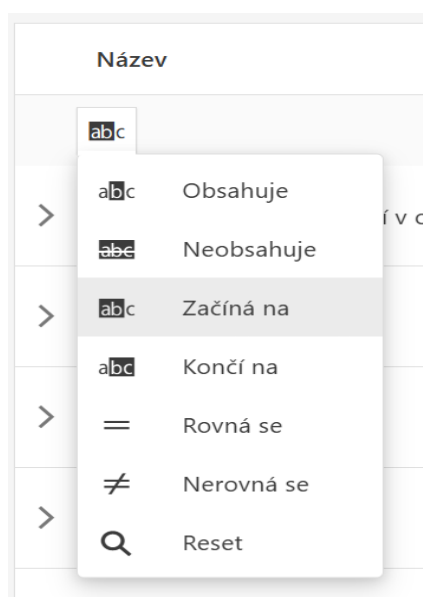 Název
abc
abc Obsahuje
í v
abc Neobsahuje
abc Začíná na
abc Končí na
= Rovná se
≠ Nerovná se
Reset